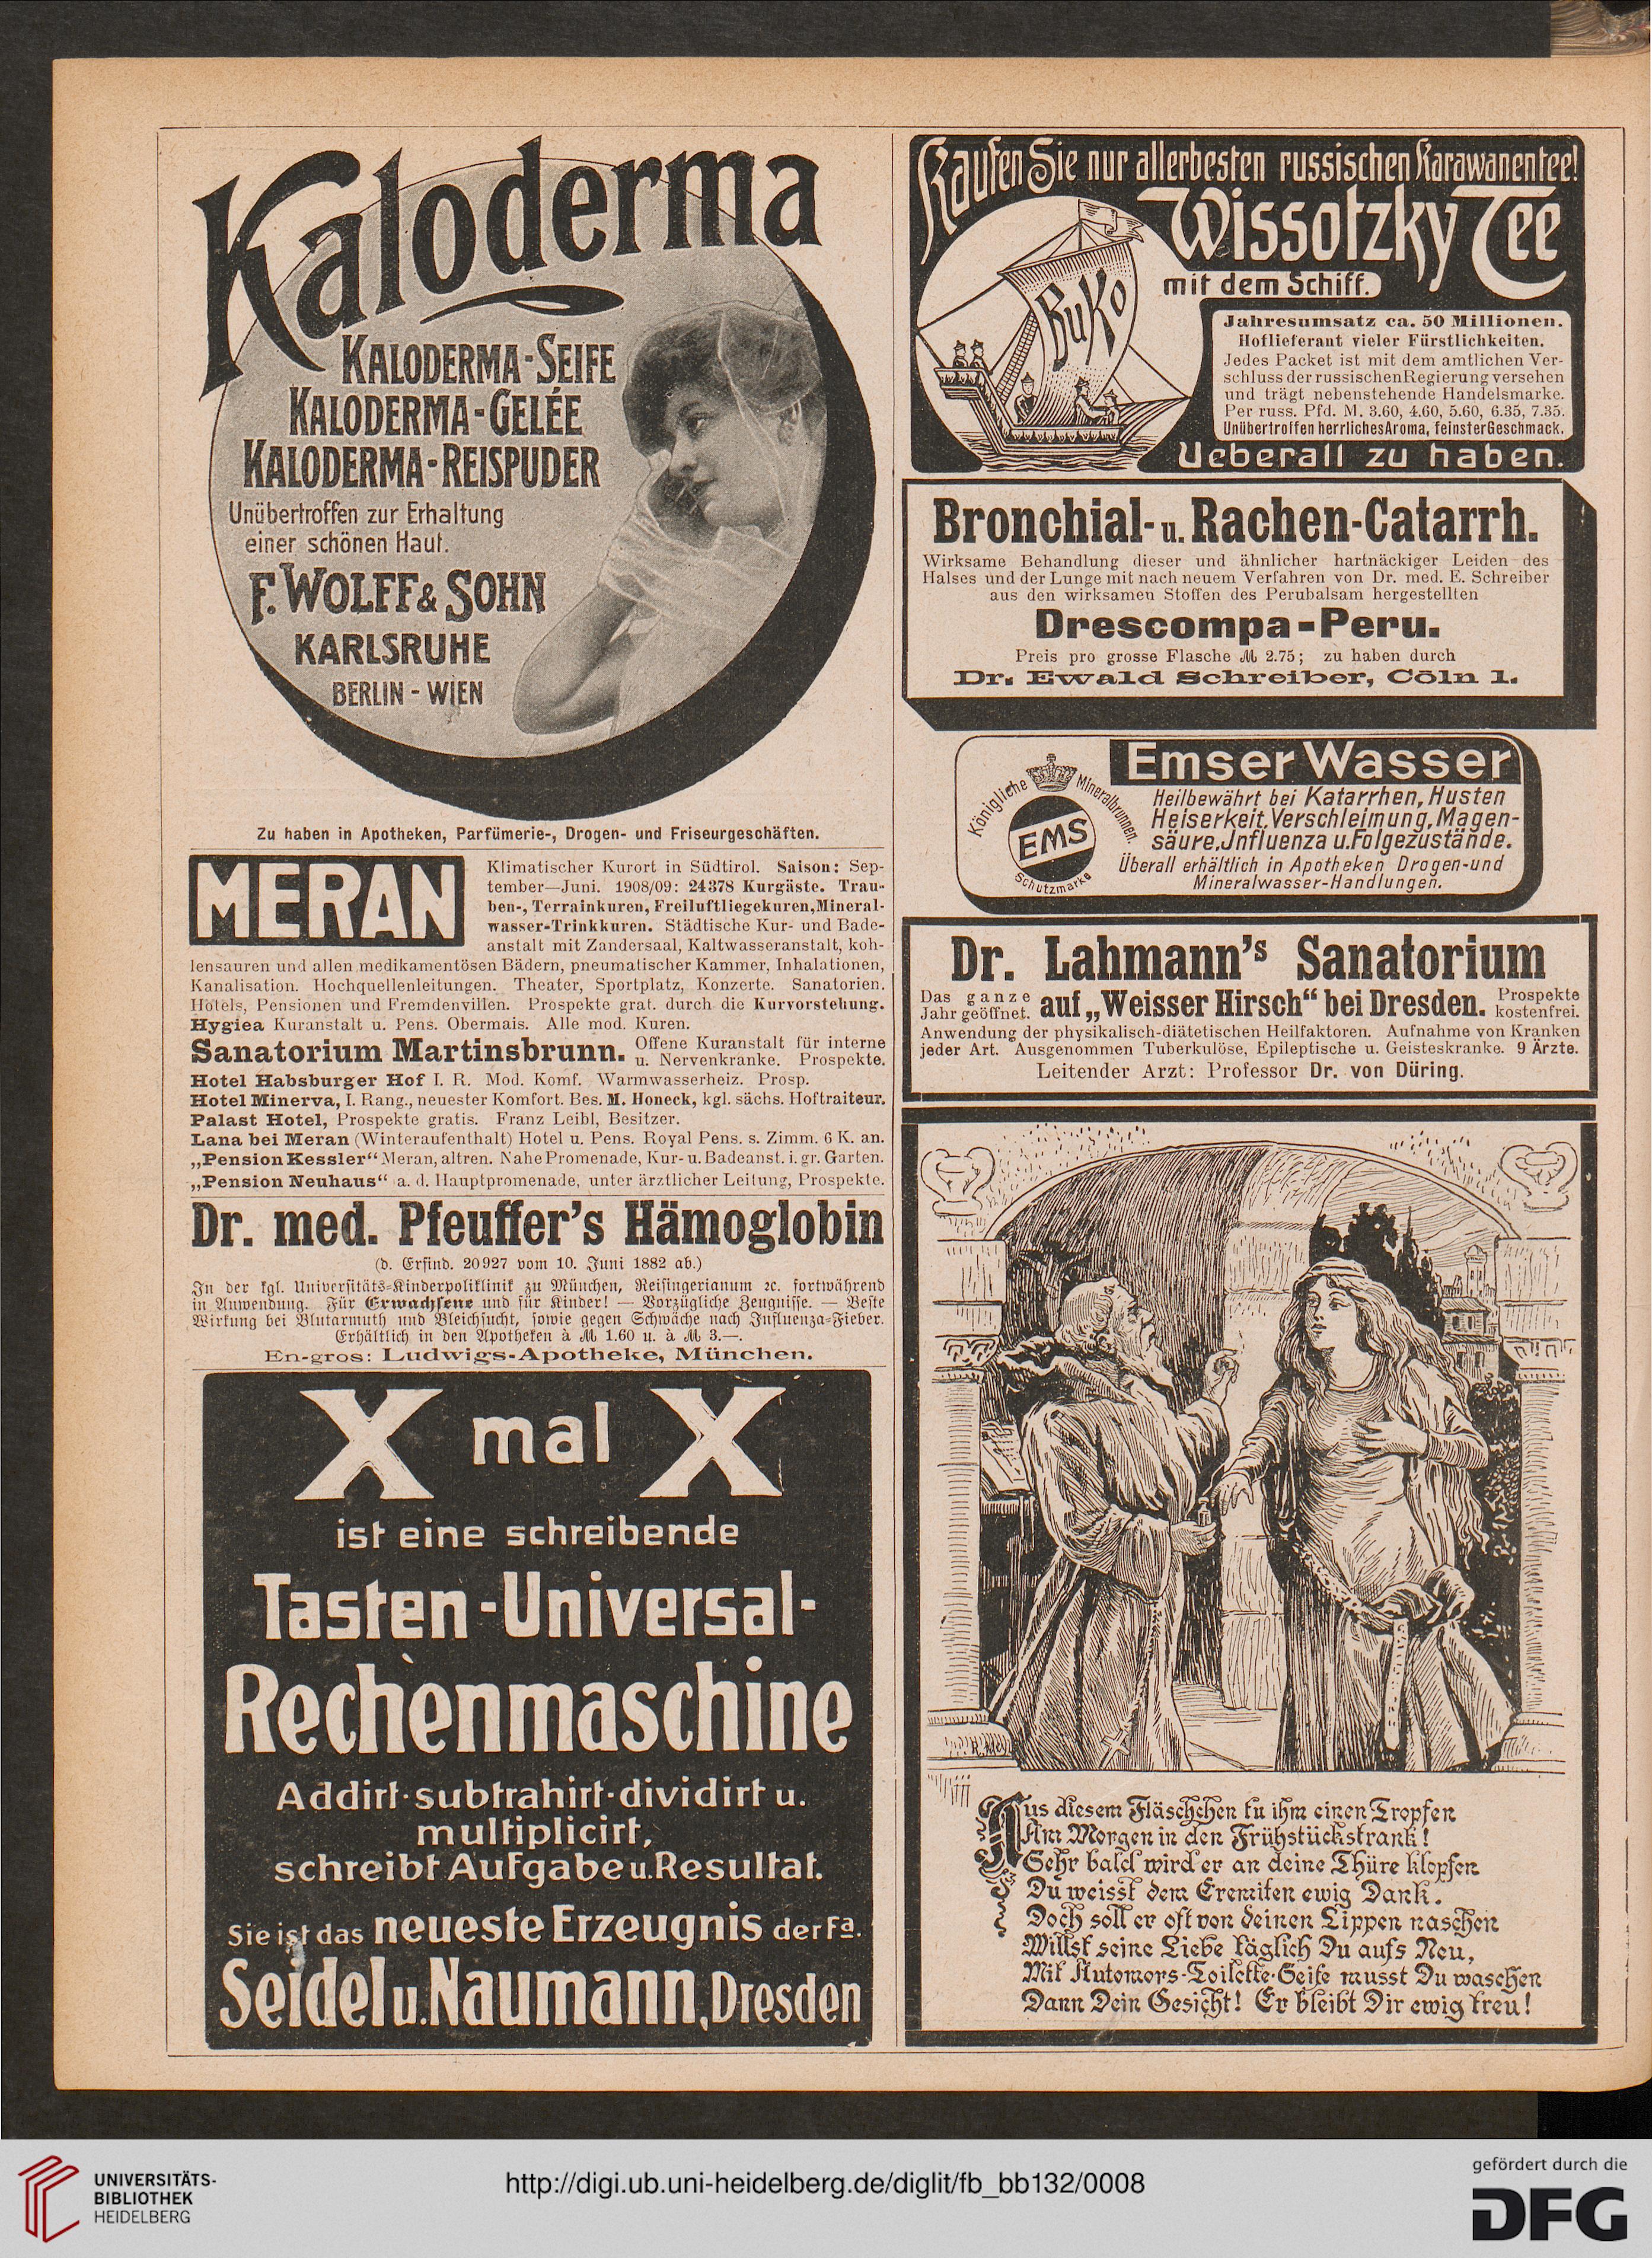 Kaloderma
KALODERMA-SEIFE
KALODERMA-GELÉE
KALODERMA-REISPUDER
Unübertroffen zur Erhaltung
einer schönen Haut.
F. WOLFF & SOHN
KARLSRUHE
BERLIN - WIEN
Zu haben in Apotheken, Parfümerie-, Drogen- und Friseurgeschäften.
MERAN
Klimatischer Kurort in Südtirol. Saison: Sep-
tember—Juni. 1908/09: 24378 Kurgäste. Trau-
ben-, Terrainkuren, Freiluftliegekuren, Mineral-
wasser-Trinkkuren. Städtische Kur- und Bade-
anstalt mit Zandersaal, Kaltwasseranstalt, koh-
lensauren und allen medikamentösen Bädern, pneumatischer Kammer, Inhalationen,
Kanalisation. Hochquellenleitungen. Theater, Sportplatz, Konzerte. Sanatorien.
Hotels, Pensionen und Fremdenvillen. Prospekte grat. durch die Kurvorstehung.
Hygiea Kuranstalt u. Pens. Obermais. Alle mod. Kuren.
Sanatorium Martinsbrunn. Offene Kuranstalt für interne
u. Nervenkranke. Prospekte.
Hotel Habsburger Hof I. R. Mod. Komf. Warmwasserheiz. Prosp.
Hotel Minerva, I. Rang., neuester Komfort. Bes. M. Honeck, kgl. sächs. Hoftraiteur.
Palast Hotel, Prospekte gratis. Franz Leibl, Besitzer.
Lana bei Meran (Winteraufenthalt) Hotel u. Pens. Royal Pens. s. Zimm. 6 K. an.
„Pension Kessler“ Meran, altren. Nahe Promenade, Kur- u. Badeanst. i. gr. Garten.
„Pension Neuhaus“ a. d. Hauptpromenade, unter ärztlicher Leitung, Prospekte.
Dr. med. Pfeuffer's Hämoglobin
(d. Erfind. 20927 vom 10. Juni 1882 ab.)
In der kgl. Universitäts-Kinderpoliklinik zu München, Reisingerianum ꝛc. fortwährend
in Anwendung. Für Erwachsene und für Kinder! — Vorzügliche Zeugnisse. — Beste
Wirkung bei Blutarmuth und Bleichsucht, sowie gegen Schwäche nach Influenza-Fieber.
Erhältlich in den Apotheken à M 1.60 u. à M 3.—.
En-gros: Ludwigs-Apotheke, München.
X mal X
ist eine schreibende
Tasten-Universal-
Rechenmaschine
Addirt·subtrahirt·dividirt u.
multiplicirt,
schreibt Aufgabe u. Resultat.
Sie ist das neueste Erzeugnis der Fa.
Seidel u. Naumann, Dresden
Kaufen Sie nur allerbesten russischen Karawanentee!
Wissotzky Tee
mit dem Schiff.
BuKo
Jahresumsatz ca. 50 Millionen.
Hoflieferant vieler Fürstlichkeiten.
Jedes Packet ist mit dem amtlichen Ver-
schluss der russischen Regierung versehen
und trägt nebenstehende Handelsmarke.
Per russ. Pfd. M. 3.60, 4.60, 5.60, 6.35, 7.35.
Unübertroffen herrliches Aroma, feinster Geschmack.
Ueberall zu haben.
Bronchial- u. Rachen-Catarrh.
Wirksame Behandlung dieser und ähnlicher hartnäckiger Leiden des
Halses und der Lunge mit nach neuem Verfahren von Dr. med. E. Schreiber
aus den wirksamen Stoffen des Perubalsam hergestellten
Drescompa-Peru.
Preis pro grosse Flasche M 2.75; zu haben durch
Dr. Ewald Schreiber, Cöln 1.
Emser Wasser
Königliche Mineralbrunnen.
EMS
Schutzmarke
Heilbewährt bei Katarrhen, Husten
Heiserkeit, Verschleimung, Magen-
säure, Jnfluenza u. Folgezustände.
Überall erhältlich in Apotheken Drogen- und
Mineralwasser-Handlungen.
Dr. Lahmann's Sanatorium
Das ganze
Jahr geöffnet. auf „Weisser Hirsch“ bei Dresden. Prospekte
kostenfrei.
Anwendung der physikalisch-diätetischen Heilfaktoren. Aufnahme von Kranken
jeder Art. Ausgenommen Tuberkulöse, Epileptische u. Geisteskranke. 9 Ärzte.
Leitender Arzt: Professor Dr. von Düring.
Aus diesem Fläschchen tu ihm einen Tropfen
Am Morgen in den Frühstückstrank!
Sehr bald wird er an deine Thüre klopfen
Du weisst dem Eremiten ewig Dank.
Doch soll er oft von deinen Lippen naschen
Willst seine Liebe täglich Du aufs Neu,
Mit Automors-Toilette-Seife musst Du waschen
Dann Dein Gesicht! Er bleibt Dir ewig treu!
UNIVERSITÄTS-
BIBLIOTHEK
HEIDELBERG
http://digi.ub.uni-heidelberg.de/diglit/fb_bb132/0008
gefördert durch die
DFG